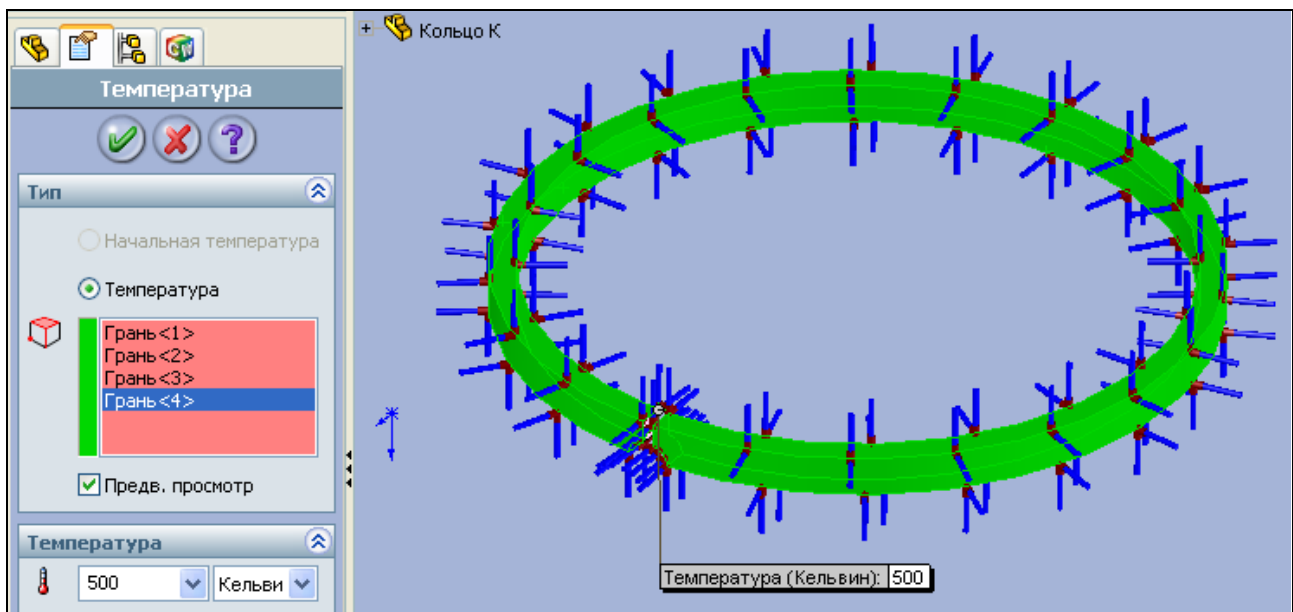 Температура
Тип
Начальная температура
Температура
Грань<1>
Грань<2>
Грань<3>
Грань<4>
Предв. просмотр
Температура
500 Кельви
Кольцо К
Температура (Кельвин): 500